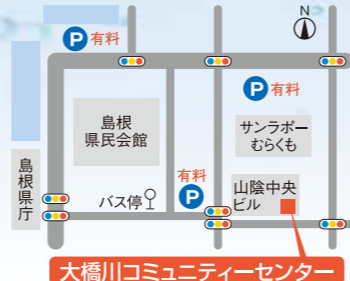 N
P 有料
P 有料
島根
県民会館
サンラポー
むらくも
島根県庁
有料
P
バス停
山陰中央
ビル
大橋川コミュニティーセンター